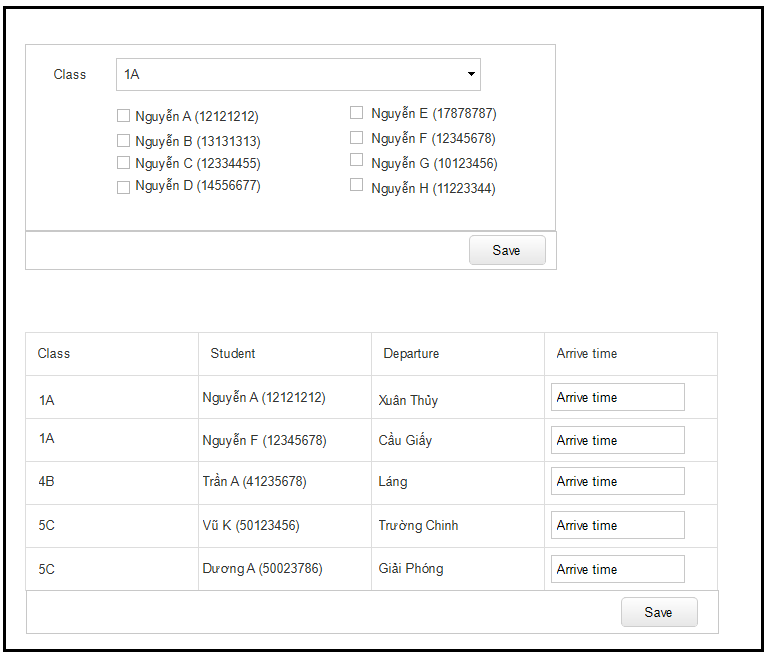 Class 1A
Nguyễn A (12121212) Nguyễn E (17878787)
Nguyễn B (13131313) Nguyễn F (12345678)
Nguyễn C (12334455) Nguyễn G (10123456)
Nguyễn D (14556677) Nguyễn H (11223344)
Save
Class Student Departure Arrive time
1A Nguyễn A (12121212) Xuân Thủy Arrive time
1A Nguyễn F (12345678) Cầu Giấy Arrive time
4B Trần A (41235678) Láng Arrive time
5C Vũ K (50123456) Trường Chinh Arrive time
5C Dương A (50023786) Giải Phóng Arrive time
Save